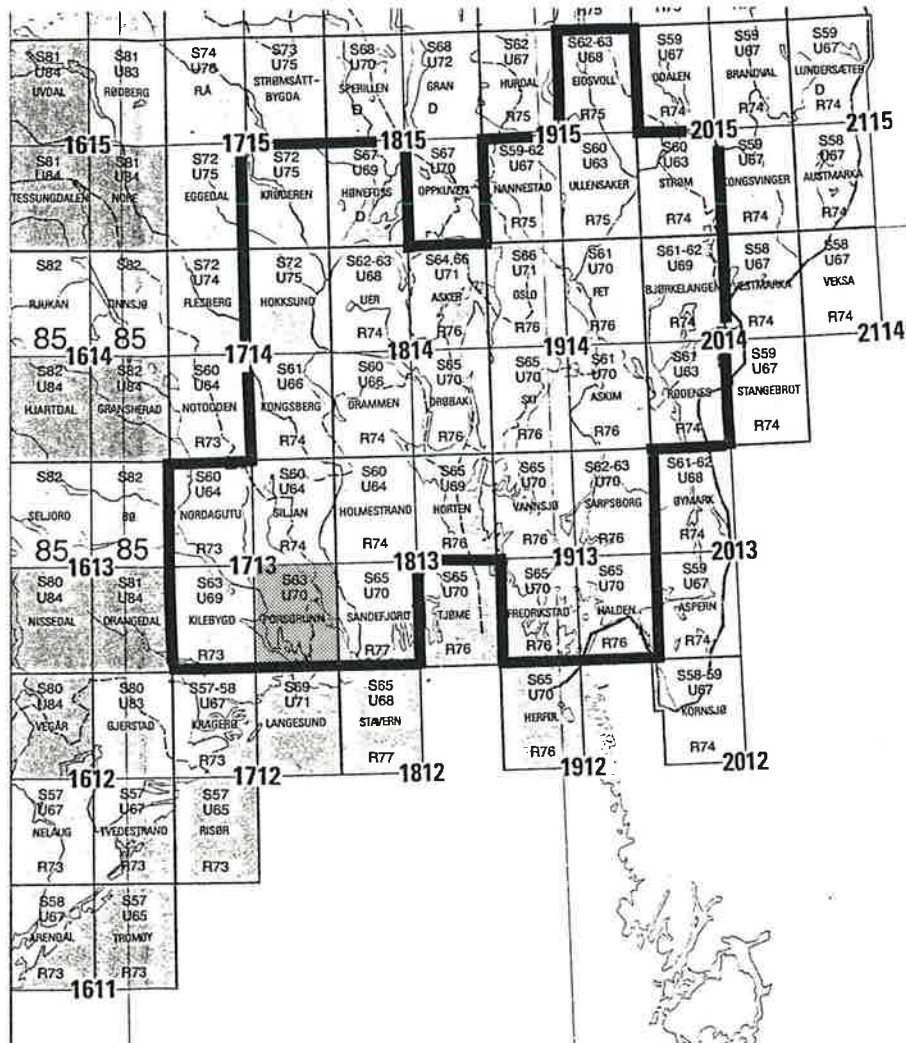 R75 R75
S81 S81 S74 S73 S68 S68 S62 S62-63 S59 S59 S59
U84 U83 U76 U75 U70 U72 U67 U68 U67 U67 U67
UVDAL RØDBERG FLÅ STRØMSÅTT-BYGDA SPERILLEN GRAN HURDAL EIDSVOLL ODALEN BRANDVAL LUNDERSÆTER
D D R75 R75 R74 R74 D R74
1615 1715 1815 1915 2015 2115
S81 S81 S72 S72 S67 S67 S59-62 S60 S60 S59 S58
U84 U84 U75 U75 U69 U70 U67 U63 U63 U67 U67
TESSUNGDALEN NORE EGGEDAL KRØDEREN HØNEFOSS OPPKUVEN NANNESTAD ULLENSAKER STRØM KONGSVINGER AUSTMARKA
D R75 R75 R74 R74 R74
S82 S82 S72 S72 S62-63 S64,66 S66 S61 S61-62 S58 S58
U74 U75 U68 U71 U71 U70 U69 U67 U67
RJUKAN TINNSJØ FLESBERG HOKKSUND LIER ASKER OSLO FET BJØRKELANGEN VESTMARKA VEKSA
85 85 R74 R76 R76 R76 R74 R74 R74
1614 1714 1814 1914 2014 2114
S82 S82 S60 S61 S60 S65 S65 S61 S61 S59
U84 U84 U64 U66 U66 U70 U70 U70 U63 U67
HJARTDAL GRANSHERAD NOTODDEN KONGSBERG DRAMMEN DRØBAK SKI ASKIM RØDENES STANGEBROT
R73 R74 R74 R76 R76 R76 R74 R74
S82 S82 S60 S60 S60 S65 S65 S62-63 S61-62
U64 U64 U64 U69 U70 U70 U68
SELJORD BØ NORDAGUTU SILJAN HOLMESTRAND HORTEN VANNSJØ SARPSBORG ØYMARK
85 85 R73 R74 R74 R76 R76 R76 R74
1613 1713 1813 1913 2013
S80 S81 S63 S63 S65 S65 S65 S65 S59
U84 U84 U69 U70 U70 U70 U70 U70 U67
NISSEDAL DRANGEDAL KILEBYGD PORSGRUNN SANDEFJORD TJØME FREDRIKSTAD HALDEN ASPERN
R73 R77 R76 R76 R76 R74
S80 S80 S57-58 S69 S65 S65 S58-59
U84 U83 U67 U71 U68 U70 U67
VEGÅR GJERSTAD KRAGERØ LANGESUND STAVERN HERFØL KORNSJØ
R73 R77 R76 R74
1612 1712 1812 1912 2012
S57 S57 S57
U67 U67 U65
NELAUG TVEDESTRAND RISØR
R73 R73 R73
S58 S57
U67 U65
ARENDAL TROMØY
R73 R73
1611